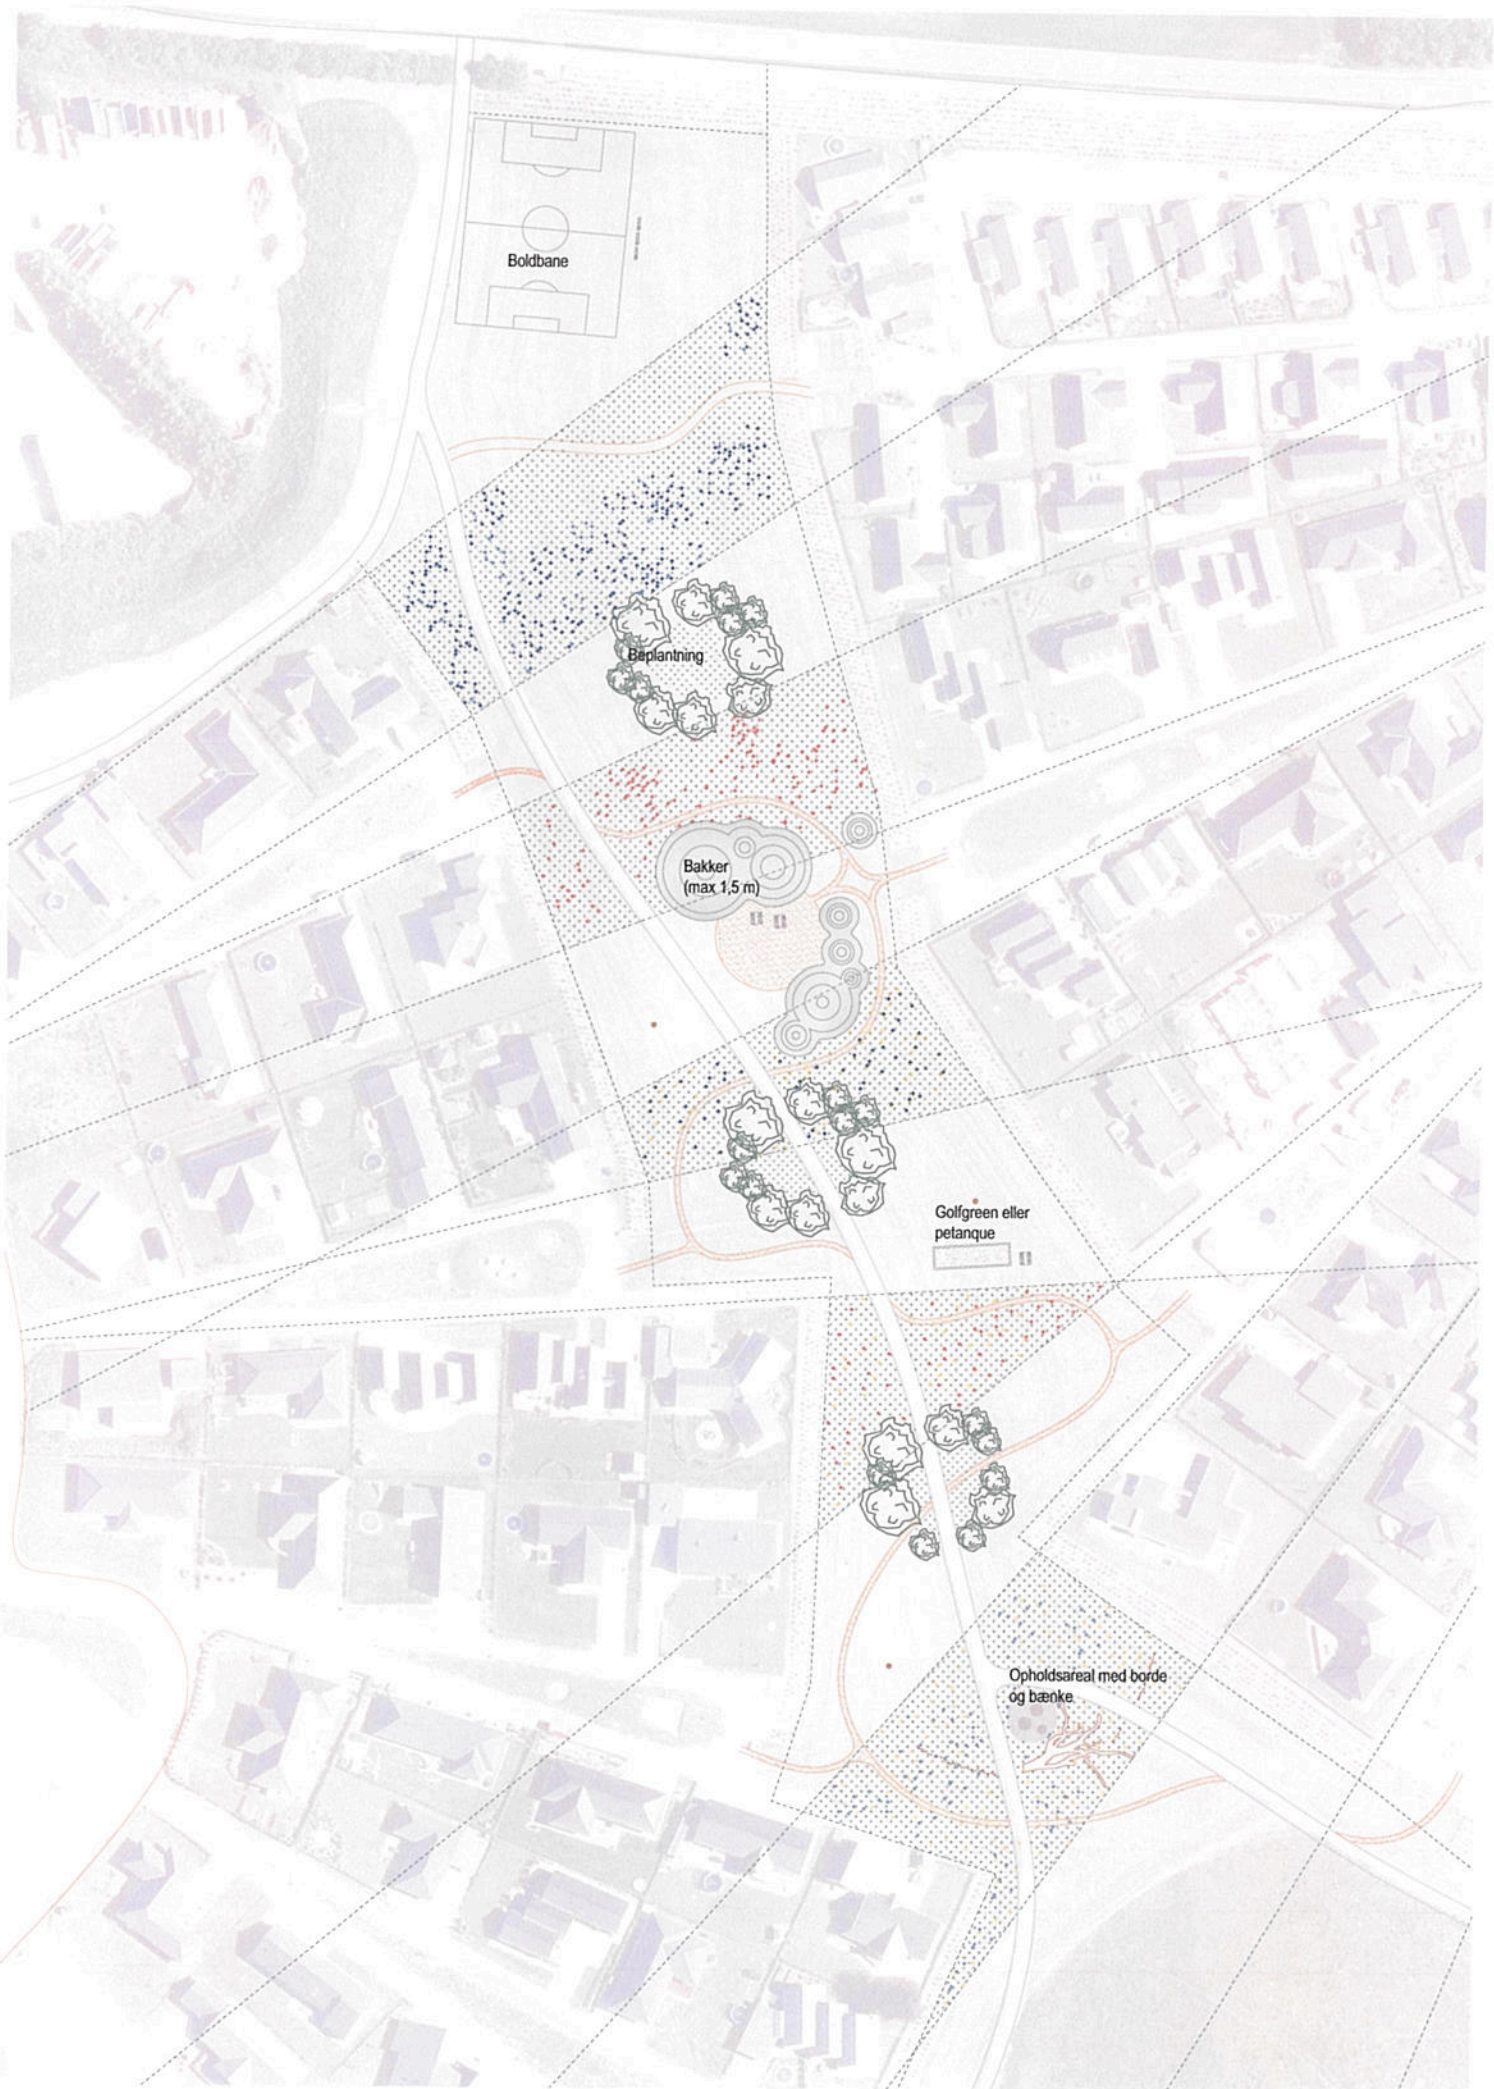 Boldbane
Beplantning
Bakker
(max 1,5 m)
Golfgreen eller
petanque
Opholdsareal med borde
og bænke